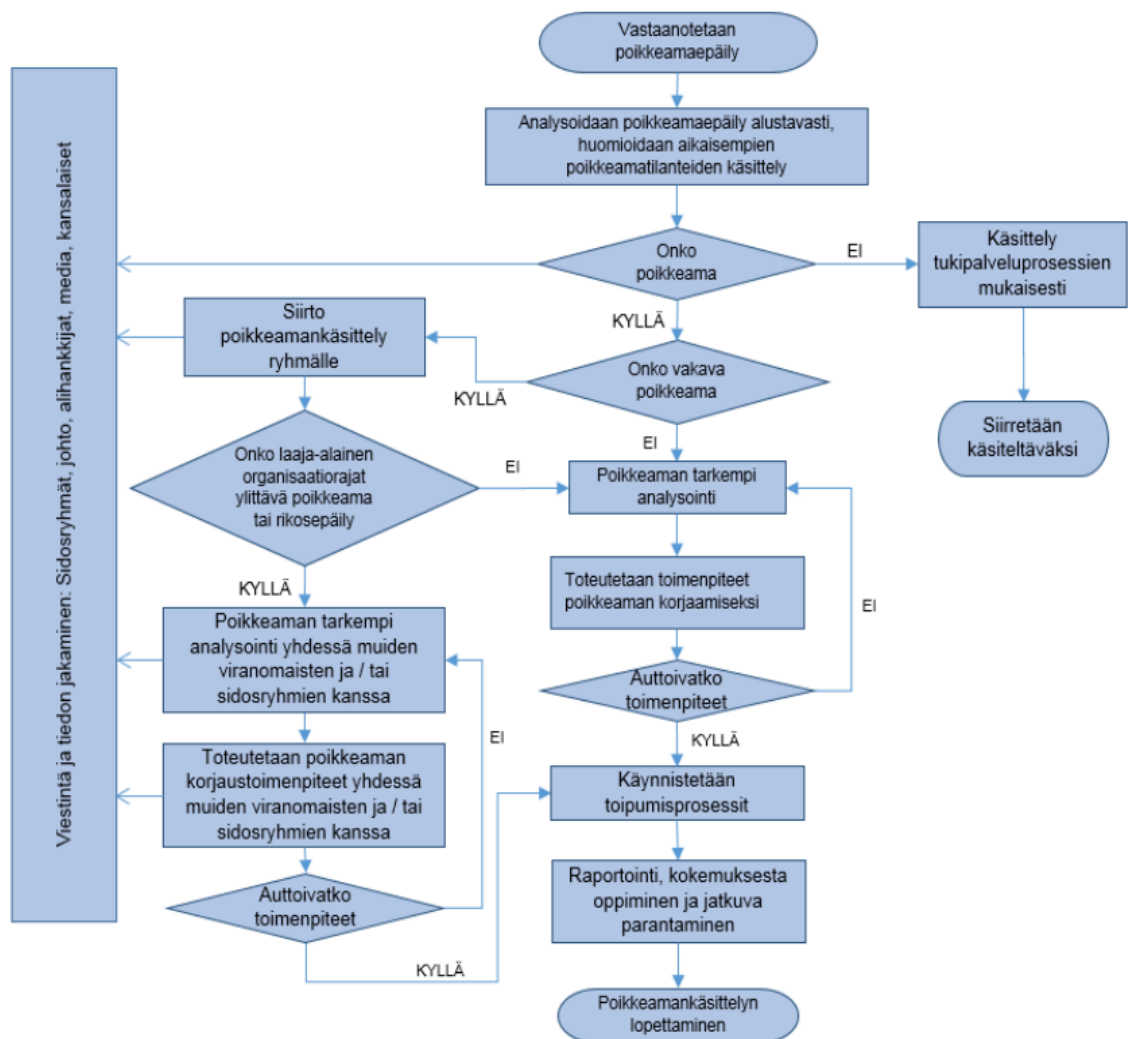 Vastaanotetaan
poikkeamaepäily
Analysoidaan poikkeamaepäily alustavasti,
huomioidaan aikaisempien
poikkeamatilanteiden käsittely
Onko
poikkeama
EI
Käsittely
tukipalveluprosessien
mukaisesti
Siirretään
käsiteltäväksi
KYLLÄ
Onko vakava
poikkeama
KYLLÄ
Siirto
poikkeamankäsittely
ryhmälle
EI
Onko laaja-alainen
organisaatiorajat
ylittävä poikkeama
tai rikosepäily
EI
Poikkeaman tarkempi
analysointi
KYLLÄ
Toteutetaan toimenpiteet
poikkeaman korjaamiseksi
EI
Poikkeaman tarkempi
analysointi yhdessä muiden
viranomaisten ja / tai
sidosryhmien kanssa
Auttoivatko
toimenpiteet
EI
KYLLÄ
Toteutetaan poikkeaman
korjaustoimenpiteet yhdessä
muiden viranomaisten ja / tai
sidosryhmien kanssa
Käynnistetään
toipumisprosessit
Auttoivatko
toimenpiteet
KYLLÄ
Raportointi, kokemuksesta
oppiminen ja jatkuva
parantaminen
Poikkeamankäsittelyn
lopettaminen
Viestintä ja tiedon jakaminen: Sidosryhmät, johto, alihankkijat, media, kansalaiset